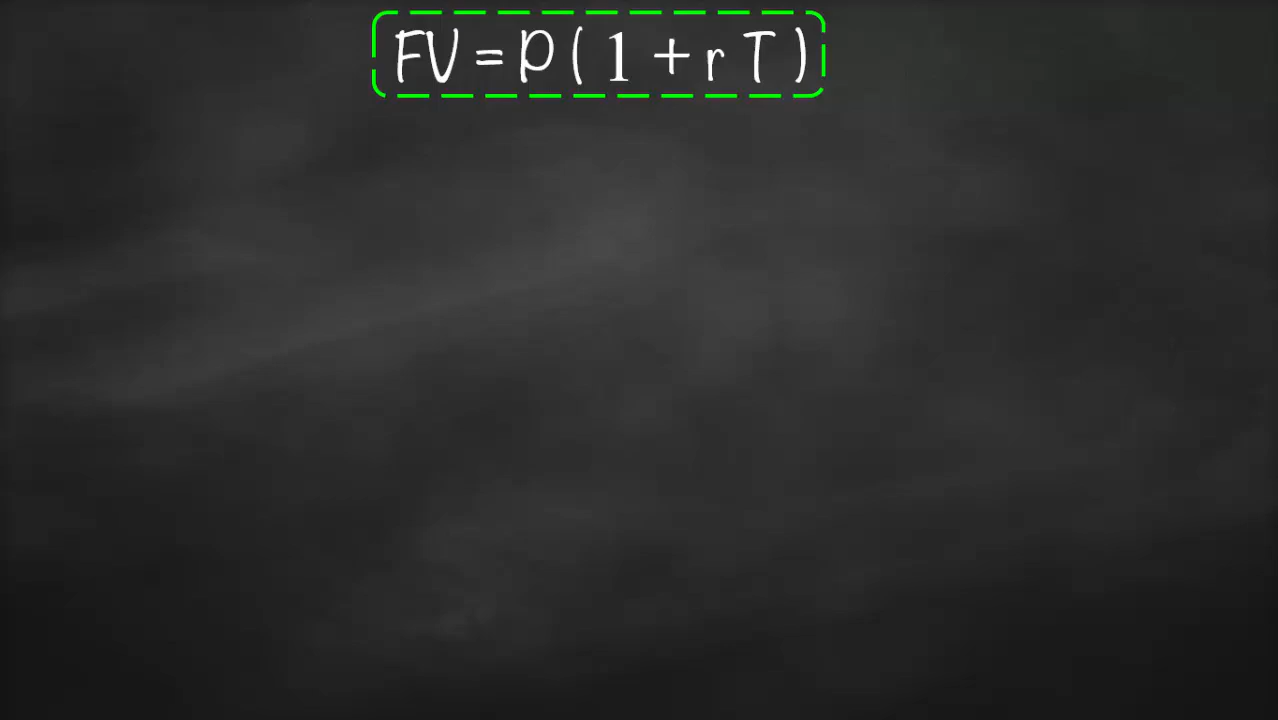 FV = P ( 1 + r T )